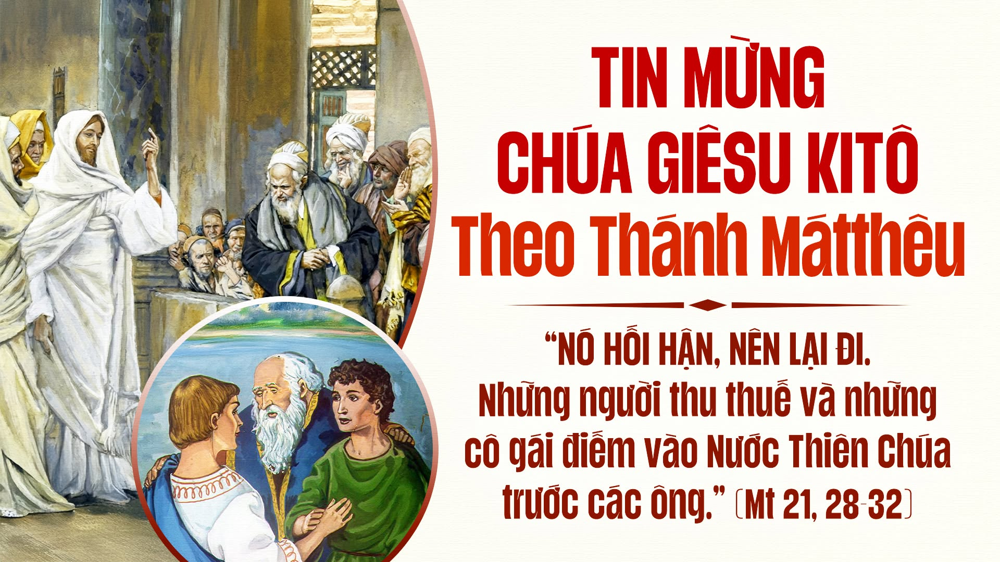 TIN MỪNG
CHÚA GIÊSU KITÔ
Theo Thánh Mátthêu
“NÓ HỐI HẬN, NÊN LẠI ĐI.
Những người thu thuế và những
cô gái điếm vào Nước Thiên Chúa
trước các ông.” (Mt 21, 28-32)